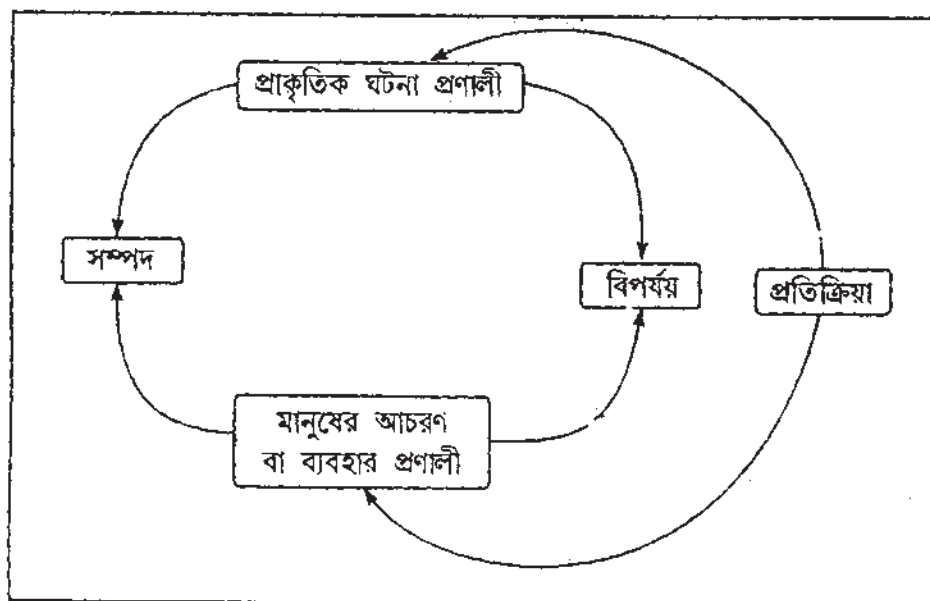 প্রাকৃতিক ঘটনা প্রণালী
সম্পদ
বিপর্যয়
প্রতিক্রিয়া
মানুষের আচরণ
বা ব্যবহার প্রণালী